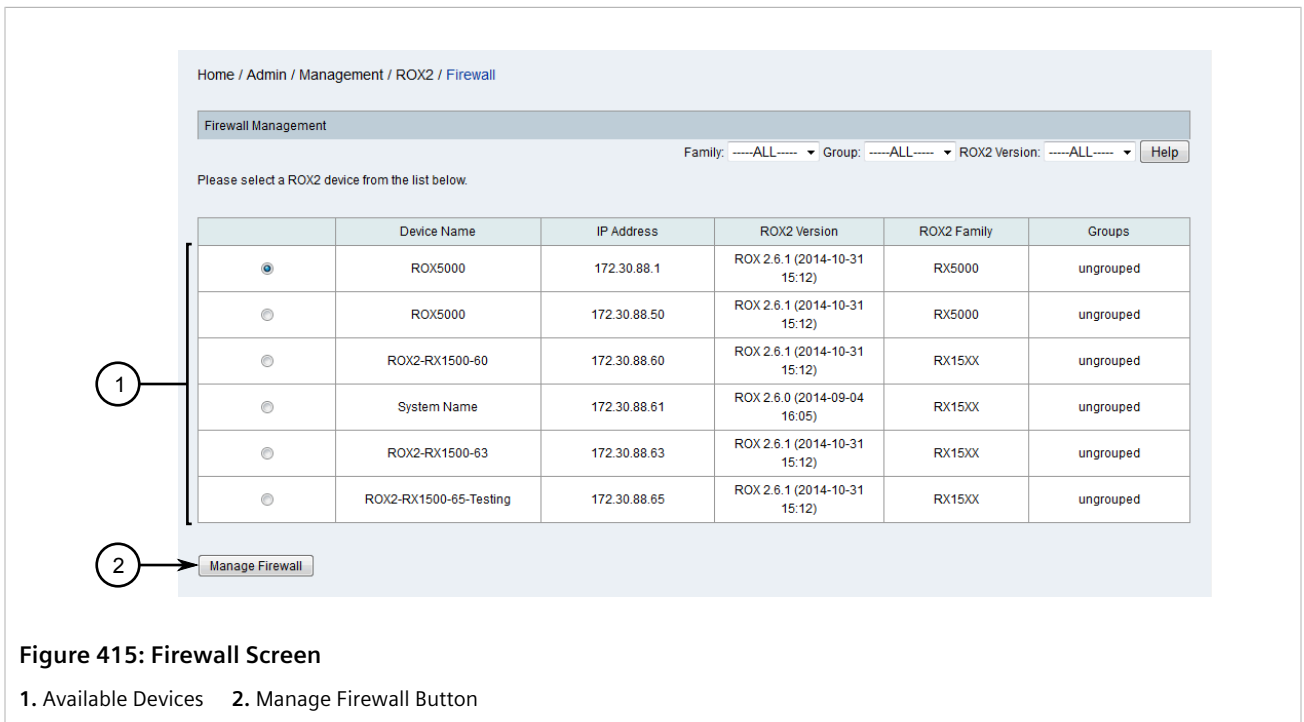 Home / Admin / Management / ROX2 / Firewall
Firewall Management
Family: -----ALL----- Group: -----ALL----- ROX2 Version: -----ALL----- Help
Please select a ROX2 device from the list below.
Device Name IP Address ROX2 Version ROX2 Family Groups
ROX5000 172.30.88.1 ROX 2.6.1 (2014-10-31 15:12) RX5000 ungrouped
ROX5000 172.30.88.50 ROX 2.6.1 (2014-10-31 15:12) RX5000 ungrouped
ROX2-RX1500-60 172.30.88.60 ROX 2.6.1 (2014-10-31 15:12) RX15XX ungrouped
1
System Name 172.30.88.61 ROX 2.6.0 (2014-09-04 16:05) RX15XX ungrouped
ROX2-RX1500-63 172.30.88.63 ROX 2.6.1 (2014-10-31 15:12) RX15XX ungrouped
ROX2-RX1500-65-Testing 172.30.88.65 ROX 2.6.1 (2014-10-31 15:12) RX15XX ungrouped
2 Manage Firewall
Figure 415: Firewall Screen
1. Available Devices 2. Manage Firewall Button